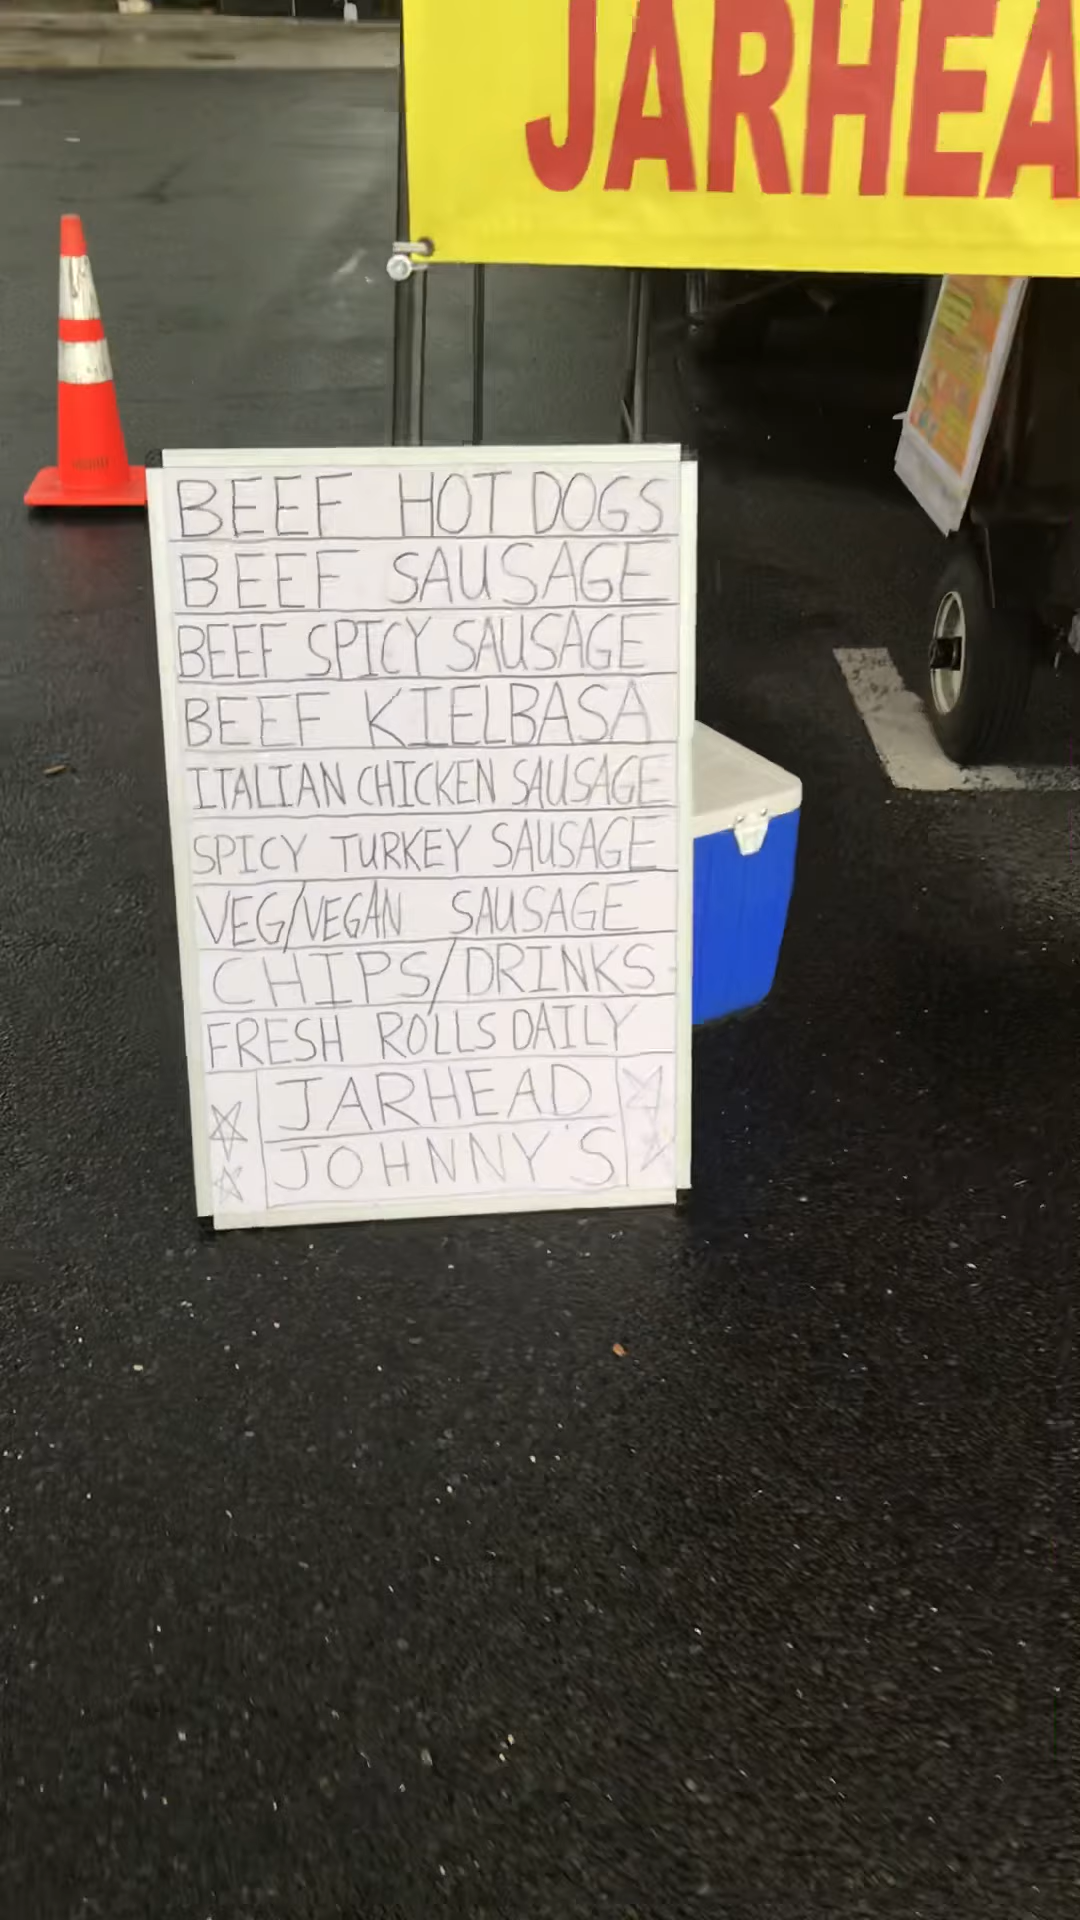 JARHEA
BEEF HOT DOGS
BEEF SAUSAGE
BEEF SPICY SAUSAGE
BEEF KIELBASA
ITALIAN CHICKEN SAUSAGE
SPICY TURKEY SAUSAGE
VEG/VEGAN SAUSAGE
CHIPS/DRINKS
FRESH ROLLS DAILY
JARHEAD
JOHNNY'S